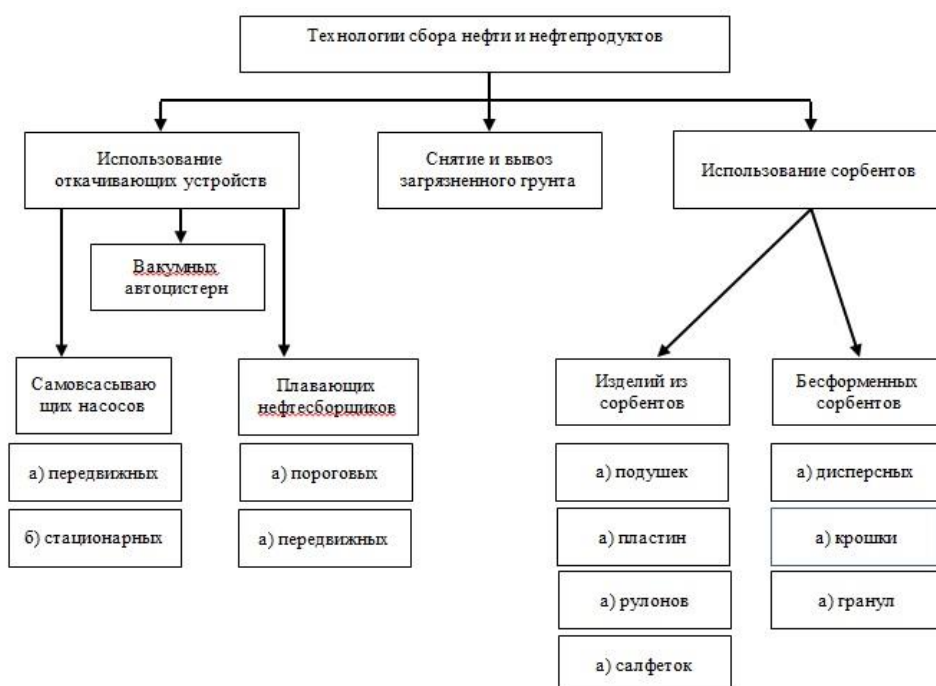 Технологии сбора нефти и нефтепродуктов
Использование
откачивающих устройств
Снятие и вывоз
загрязненного грунта
Использование сорбентов
Вакумных
автоцистерн
Самовсасываю
щих насосов
Плавающих
нефтесборщиков
Изделий из
сорбентов
Бесформенных
сорбентов
а) передвижных
а) пороговых
а) подушек
а) дисперсных
б) стационарных
а) передвижных
а) пластин
а) крошки
а) рулонов
а) гранул
а) салфеток